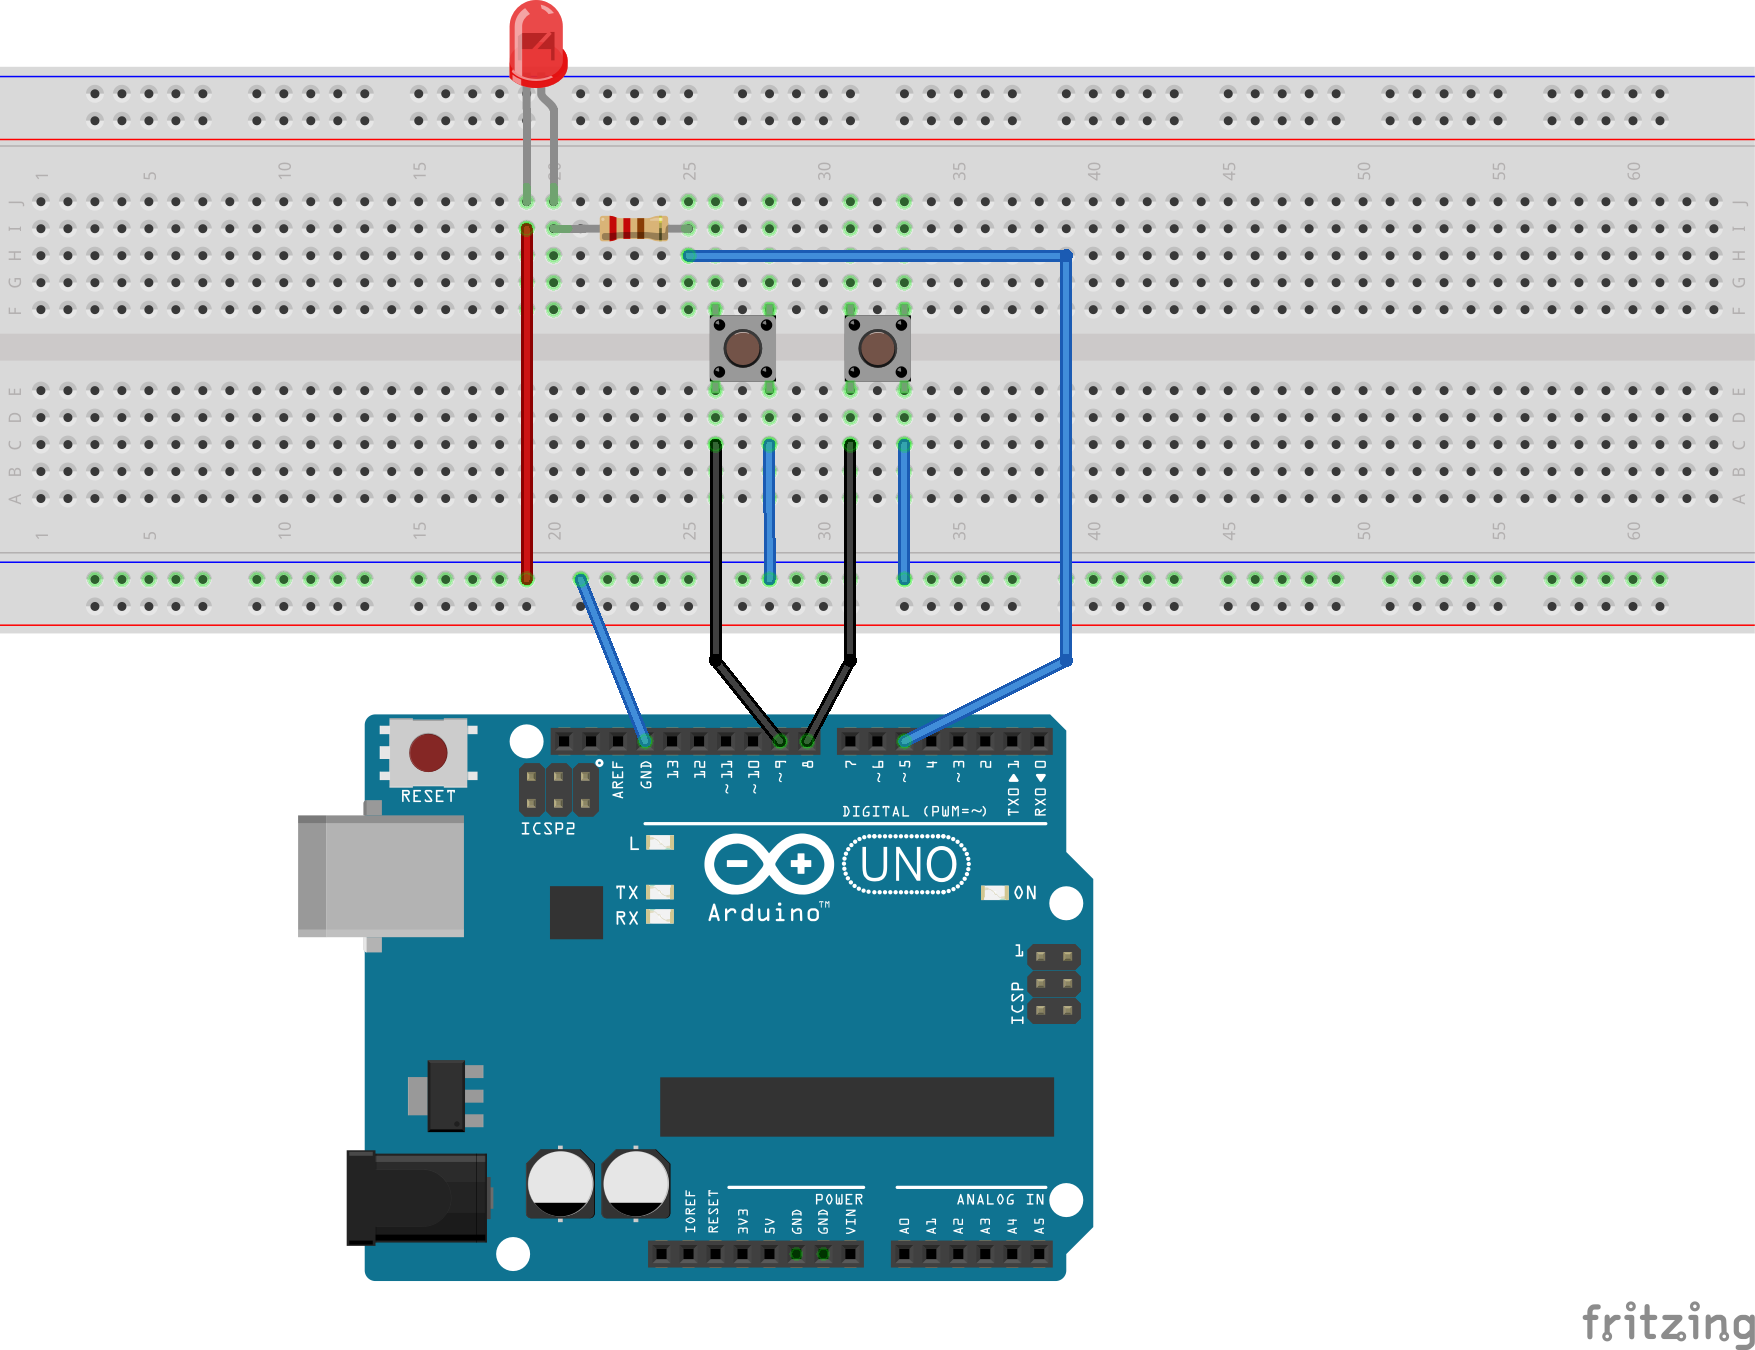 1 5 10 15 20 25 30 35 40 45 50 55 60
J J
I I
H H
G G
F F
E E
D D
C C
B B
A A
1 5 10 15 20 25 30 35 40 45 50 55 60
RESET
ICSP2
AREF GND 13 12 ~11 ~10 ~9 8 7 ~6 ~5 4 ~3 2 TX0▶1 RX0◀0
DIGITAL (PWM=~)
L
TX
RX
UNO
Arduino™
ON
1
ICSP
IOREF RESET 3V3 5V GND GND VIN
POWER
A0 A1 A2 A3 A4 A5
ANALOG IN
fritzing